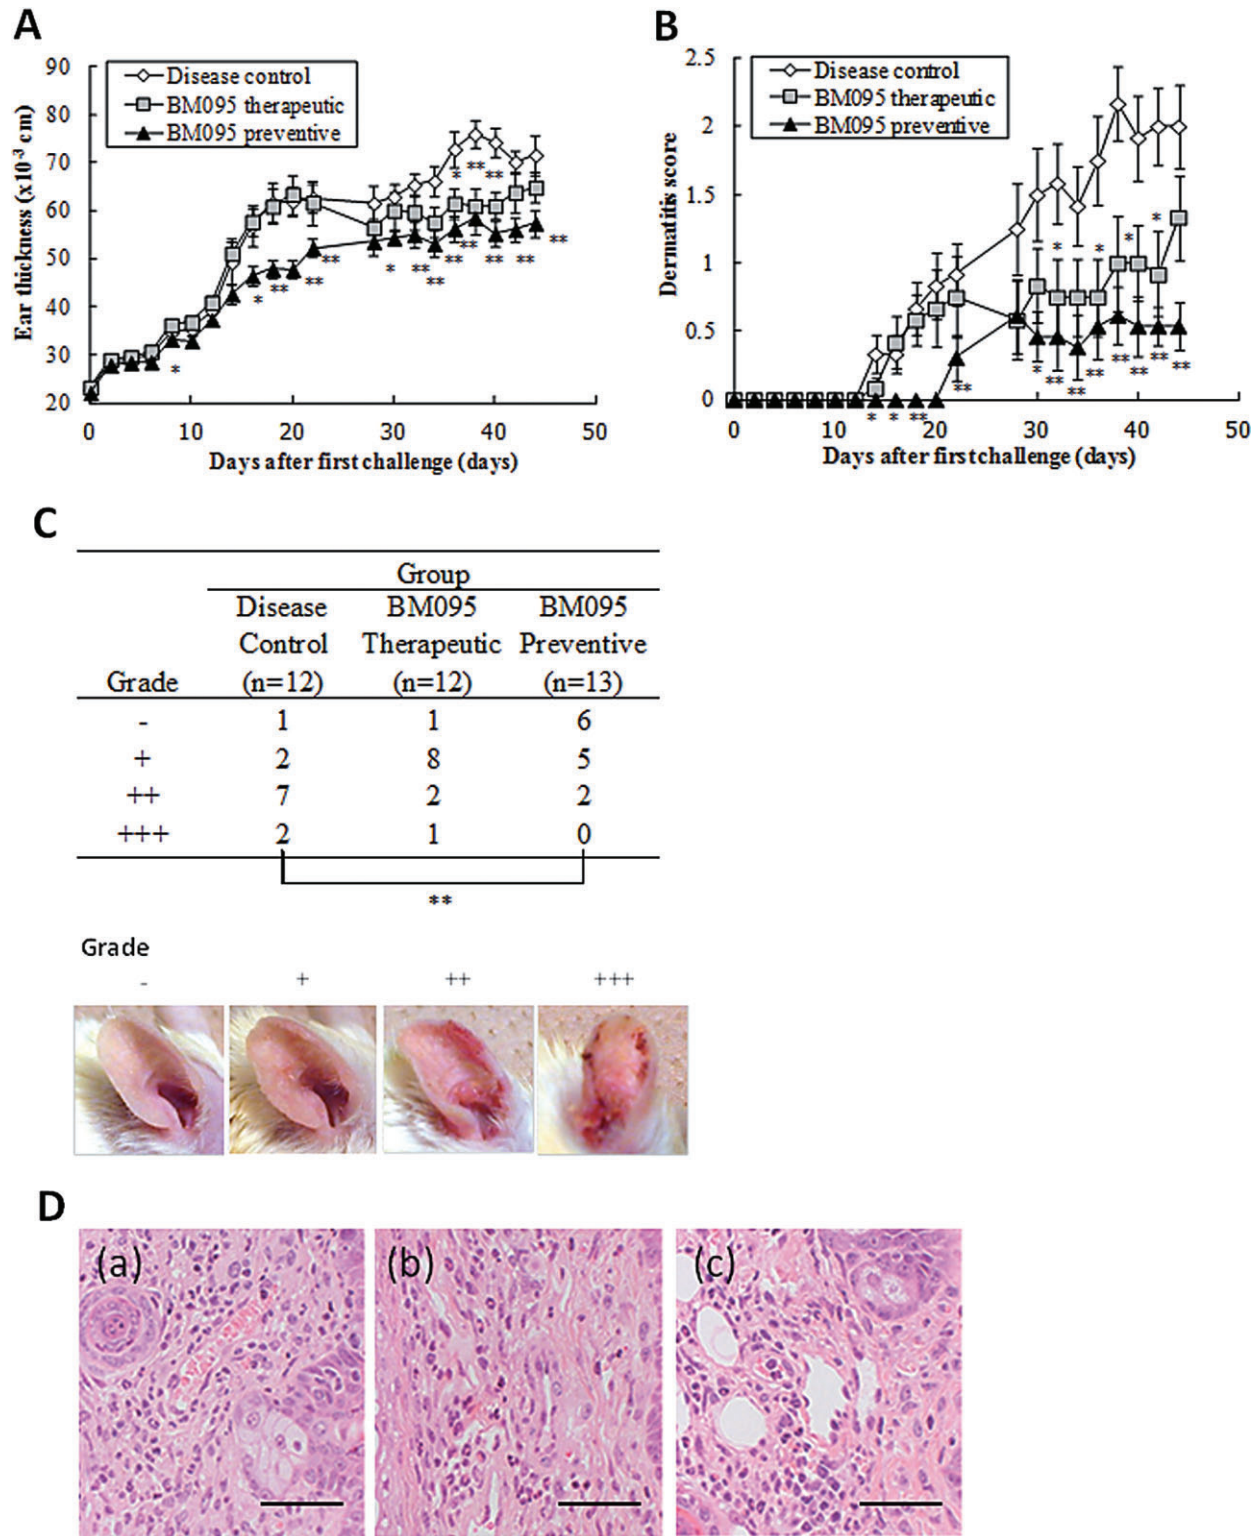 A
90
80
70
60
50
40
30
20
0
10
20
30
40
50
Ear thickness (x10⁻³ cm)
Days after first challenge (days)
Disease control
BM095 therapeutic
BM095 preventive
*
*
**
**
**
*
**
**
**
**
**
**
**
*
**
**
B
2.5
2
1.5
1
0.5
0
0
10
20
30
40
50
Dermatitis score
Days after first challenge (days)
Disease control
BM095 therapeutic
BM095 preventive
*
*
**
**
*
**
**
**
**
**
**
**
*
*
*
*
C
Group
Disease BM095 BM095
Control Therapeutic Preventive
Grade (n=12) (n=12) (n=13)
- 1 1 6
+ 2 8 5
++ 7 2 2
+++ 2 1 0
**
Grade
- + ++ +++
D
(a) (b) (c)